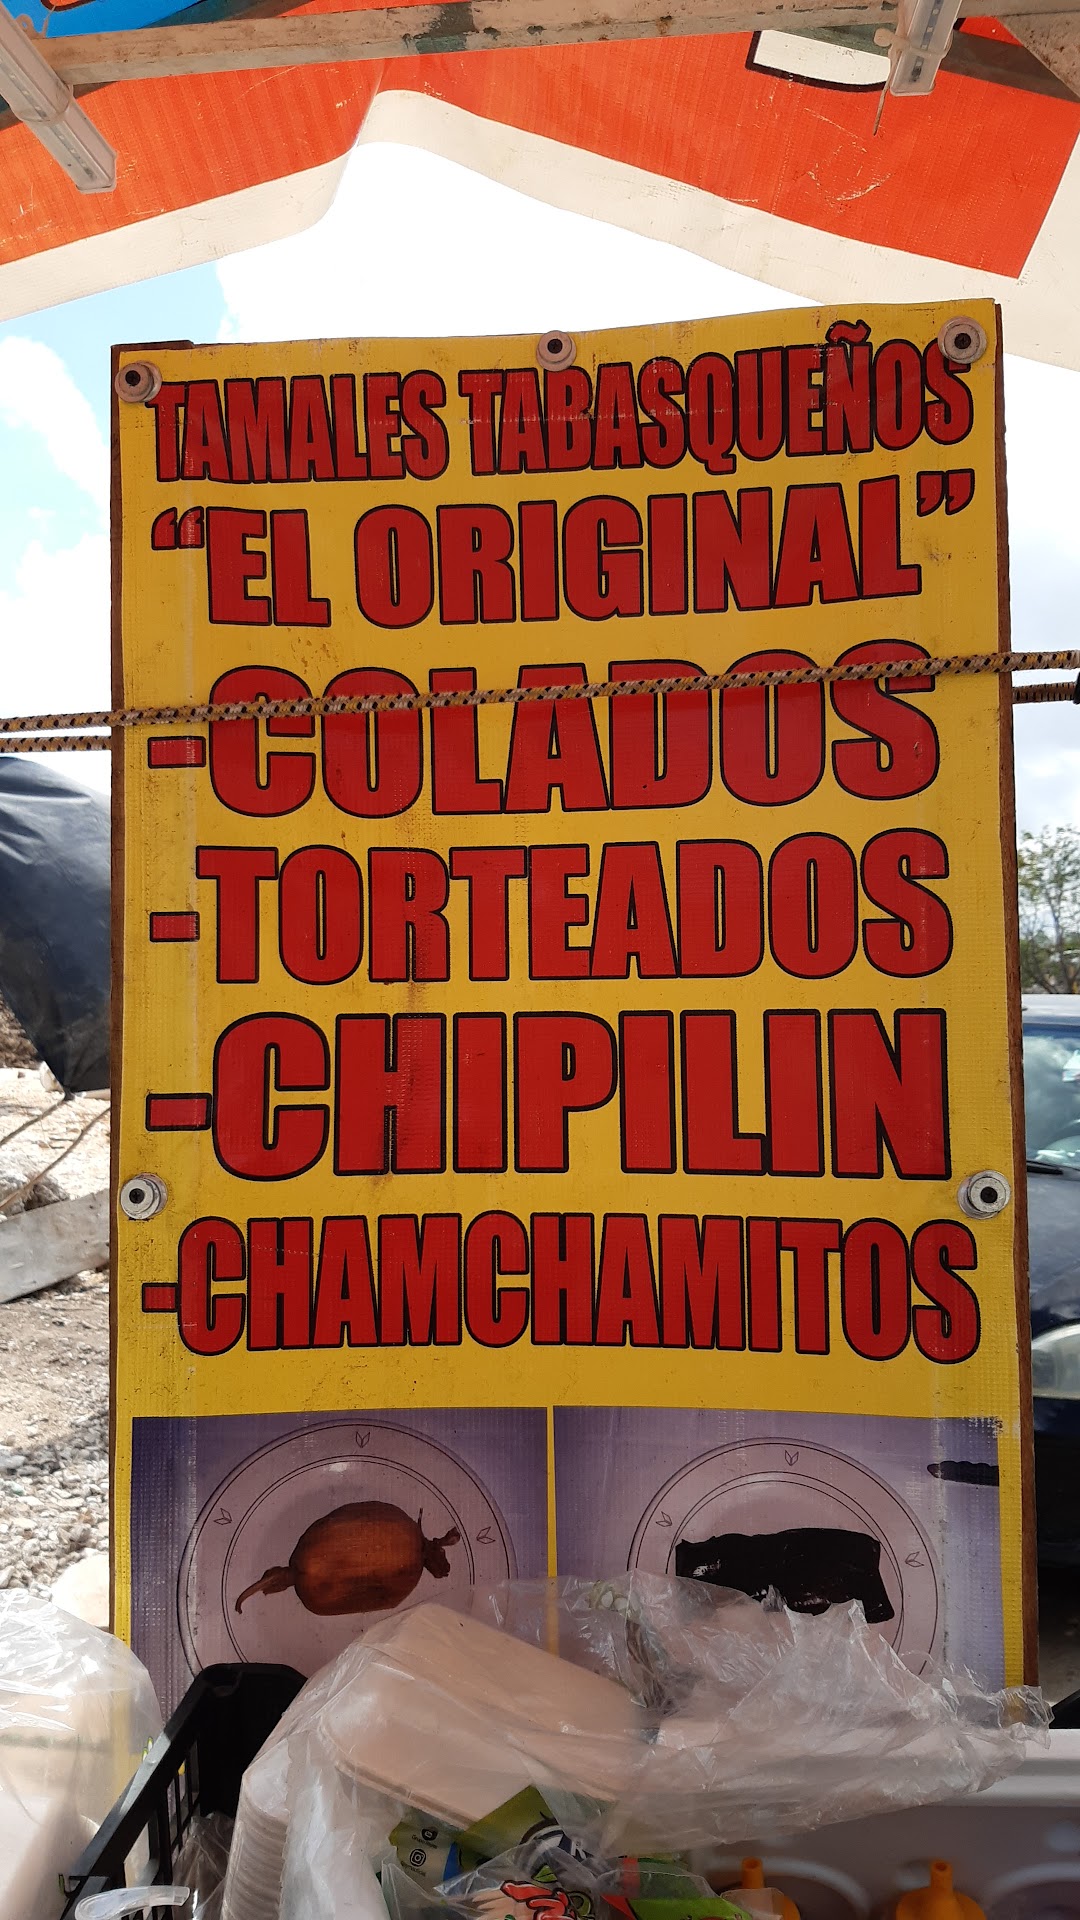 TAMALES TABASQUEÑOS
“EL ORIGINAL”
-COLADOS
-TORTEADOS
-CHIPILIN
-CHAMCHAMITOS